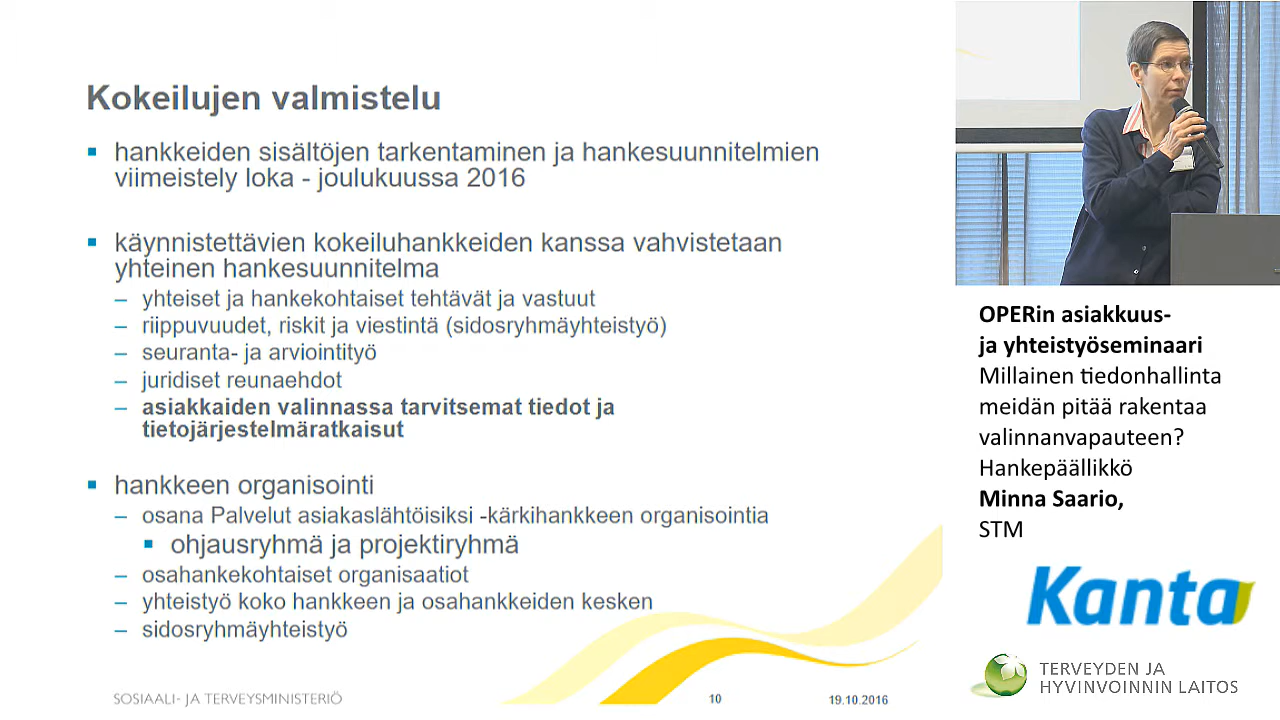 Kokeilujen valmistelu
hankkeiden sisältöjen tarkentaminen ja hankesuunnitelmien
viimeistely loka - joulukuussa 2016
käynnistettävien kokeiluhankkeiden kanssa vahvistetaan
yhteinen hankesuunnitelma
– yhteiset ja hankekohtaiset tehtävät ja vastuut
– riippuvuudet, riskit ja viestintä (sidosryhmäyhteistyö)
– seuranta- ja arviointityö
– juridiset reunaehdot
– asiakkaiden valinnassa tarvitsemat tiedot ja
tietojärjestelmäratkaisut
hankkeen organisointi
– osana Palvelut asiakaslähtöisiksi -kärkihankkeen organisointia
ohjausryhmä ja projektiryhmä
– osahankekohtaiset organisaatiot
– yhteistyö koko hankkeen ja osahankkeiden kesken
– sidosryhmäyhteistyö
SOSIAALI- JA TERVEYSMINISTERIÖ
10
19.10.2016
OPERin asiakkuus-
ja yhteistyöseminaari
Millainen tiedonhallinta
meidän pitää rakentaa
valinnanvapauteen?
Hankepäällikkö
Minna Saario,
STM
Kanta
TERVEYDEN JA
HYVINVOINNIN LAITOS